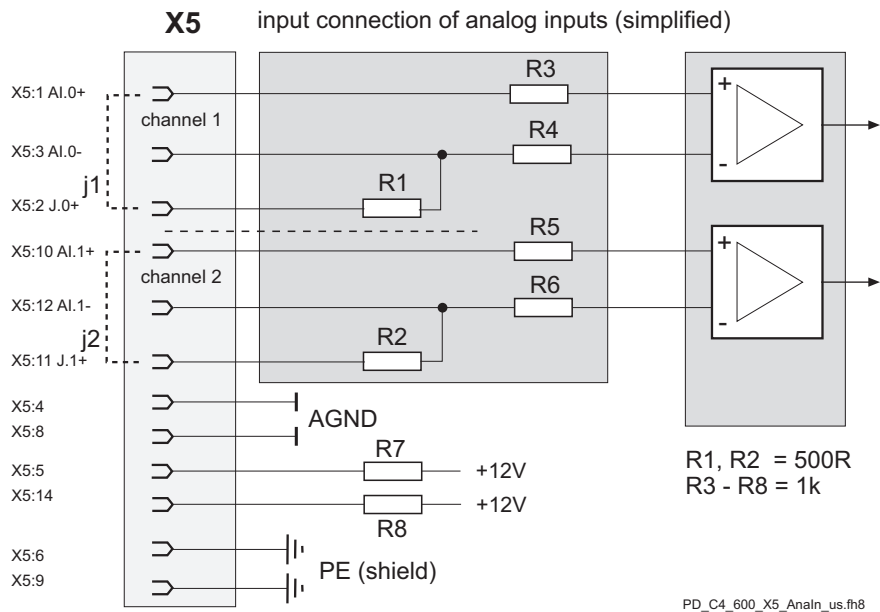 X5 input connection of analog inputs (simplified)
R3
X5:1 AI.0+
channel 1
+
R4
X5:3 AI.0-
-
j1
R1
X5:2 J.0+
R5
X5:10 AI.1+
channel 2
+
R6
X5:12 AI.1-
-
j2
R2
X5:11 J.1+
X5:4
AGND
X5:8
R7
X5:5
+12V
X5:14
+12V
R8
R1, R2 = 500R
R3 - R8 = 1k
X5:6
PE (shield)
X5:9
PD_C4_600_X5_AnaIn_us.fh8